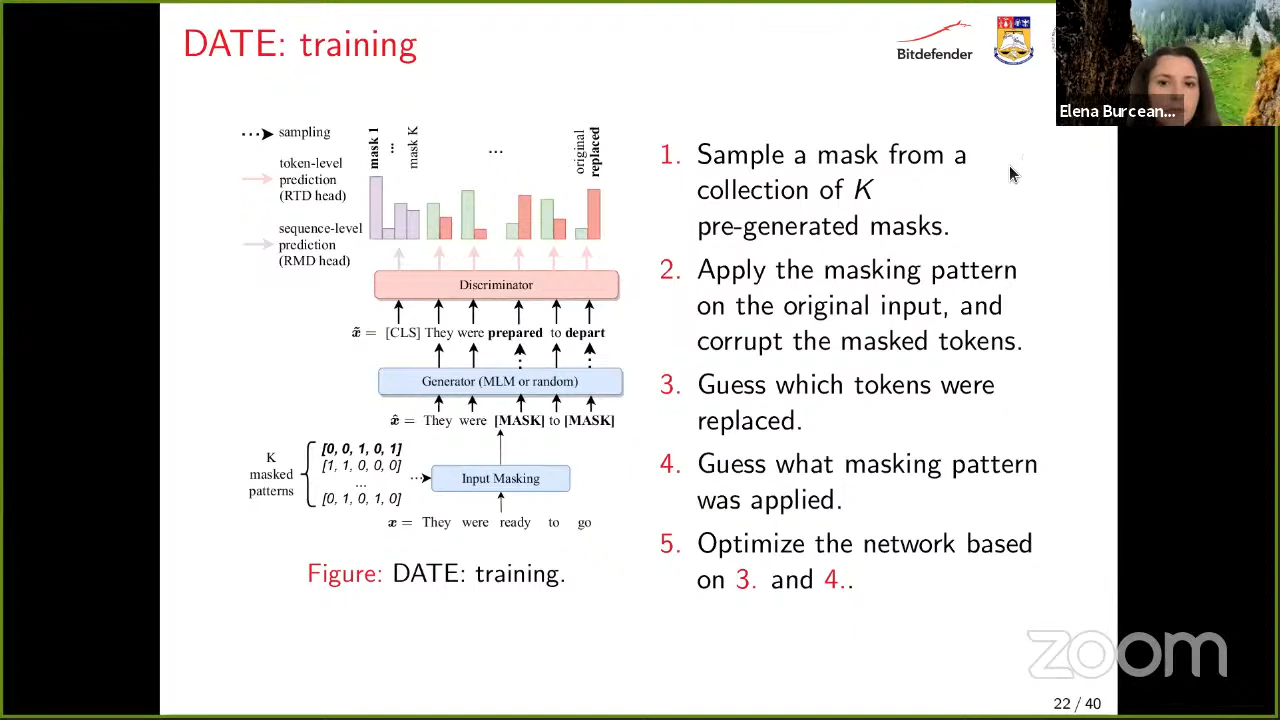 DATE: training
Bitdefender
Elena Burcean...
sampling
token-level
prediction
(RTD head)
sequence-level
prediction
(RMD head)
mask 1
...
mask K
...
original
replaced
Discriminator
x̃ = [CLS] They were prepared to depart
Generator (MLM or random)
x̂ = They were [MASK] to [MASK]
K
masked
patterns
[0, 0, 1, 0, 1]
[1, 1, 0, 0, 0]
...
[0, 1, 0, 1, 0]
Input Masking
x = They were ready to go
Figure: DATE: training.
1. Sample a mask from a
collection of K
pre-generated masks.
2. Apply the masking pattern
on the original input, and
corrupt the masked tokens.
3. Guess which tokens were
replaced.
4. Guess what masking pattern
was applied.
5. Optimize the network based
on 3. and 4..
zoom
22 / 40